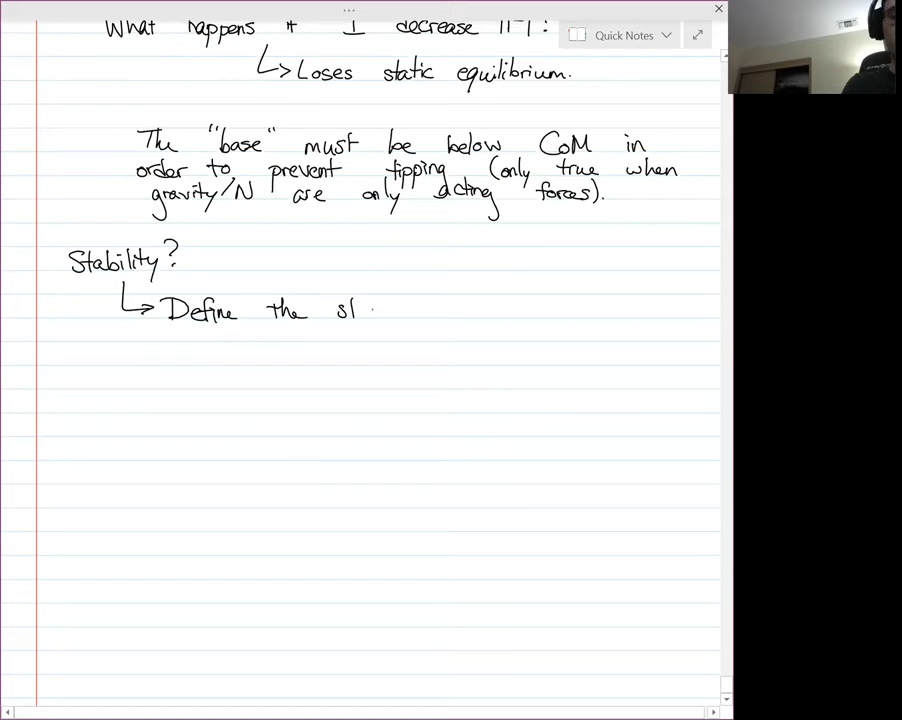 What happens if I decrease
Quick Notes
↳ Loses static equilibrium.
The "base" must be below CoM in
order to prevent tipping (only true when
gravity/N are only acting forces).
Stability?
↳ Define the sl